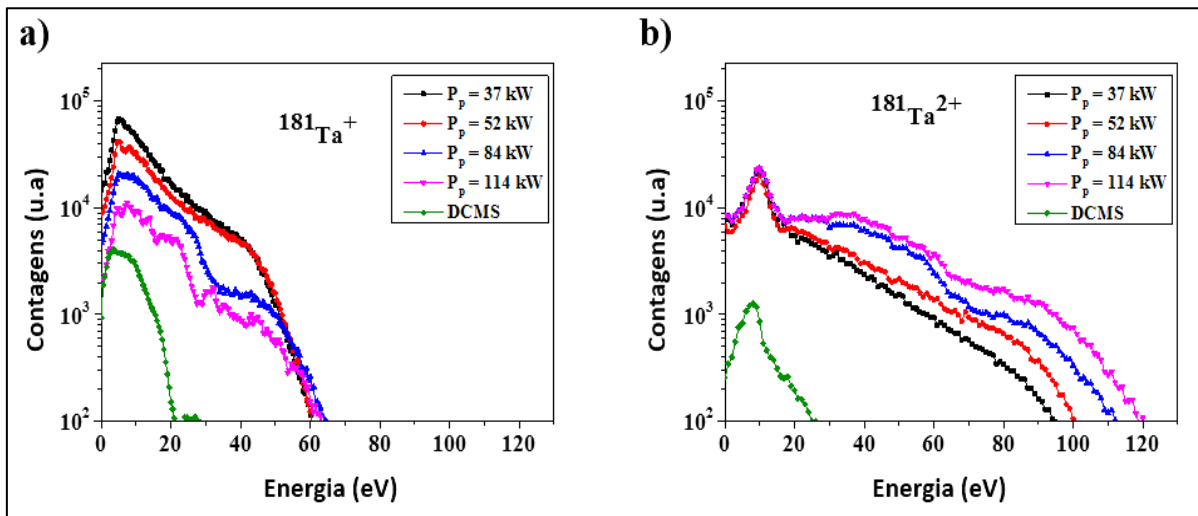 a)
10⁵
10⁴
10³
10²
Contagens (u.a)
181Ta⁺
Pp = 37 kW
Pp = 52 kW
Pp = 84 kW
Pp = 114 kW
DCMS
0 20 40 60 80 100 120
Energia (eV)
b)
10⁵
10⁴
10³
10²
Contagens (u.a)
181Ta²⁺
Pp = 37 kW
Pp = 52 kW
Pp = 84 kW
Pp = 114 kW
DCMS
0 20 40 60 80 100 120
Energia (eV)